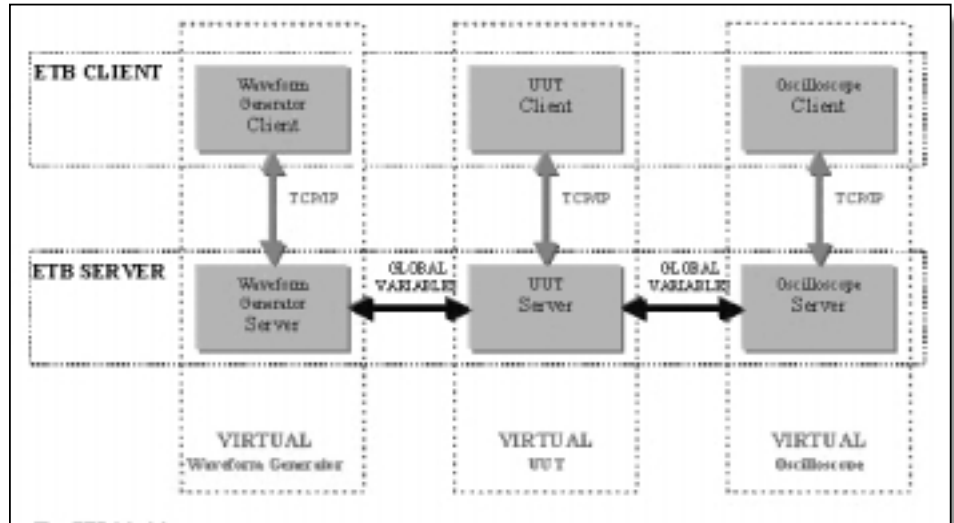 ETB CLIENT
Waveform
Generator
Client
UUT
Client
Oscilloscope
Client
TCP/IP
TCP/IP
TCP/IP
ETB SERVER
Waveform
Generator
Server
GLOBAL
VARIABLE
UUT
Server
GLOBAL
VARIABLE
Oscilloscope
Server
VIRTUAL
Waveform Generator
VIRTUAL
UUT
VIRTUAL
Oscilloscope